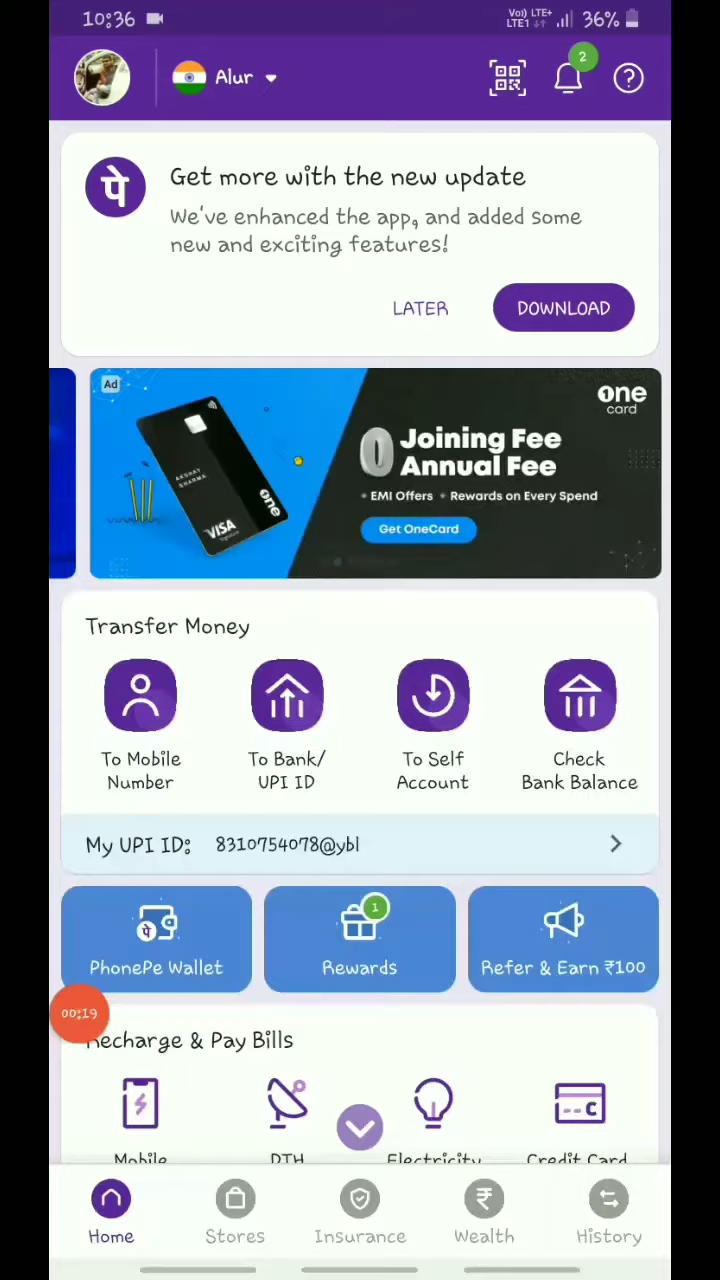 10:36
Vo) LTE+
LTE1
36%
Alur
2
पे
Get more with the new update
We've enhanced the app, and added some
new and exciting features!
LATER
DOWNLOAD
Ad
one
card
0 Joining Fee
Annual Fee
EMI Offers
Rewards on Every Spend
Get OneCard
AKSHAY
SHARMA
one
VISA
Signature
Transfer Money
To Mobile
Number
To Bank/
UPI ID
To Self
Account
Check
Bank Balance
My UPI ID: 8310754078@ybl
पे
1
PhonePe Wallet
Rewards
Refer & Earn ₹100
00:19
Recharge & Pay Bills
Mobile
DTH
Electricity
Credit Card
Home
Stores
Insurance
Wealth
History